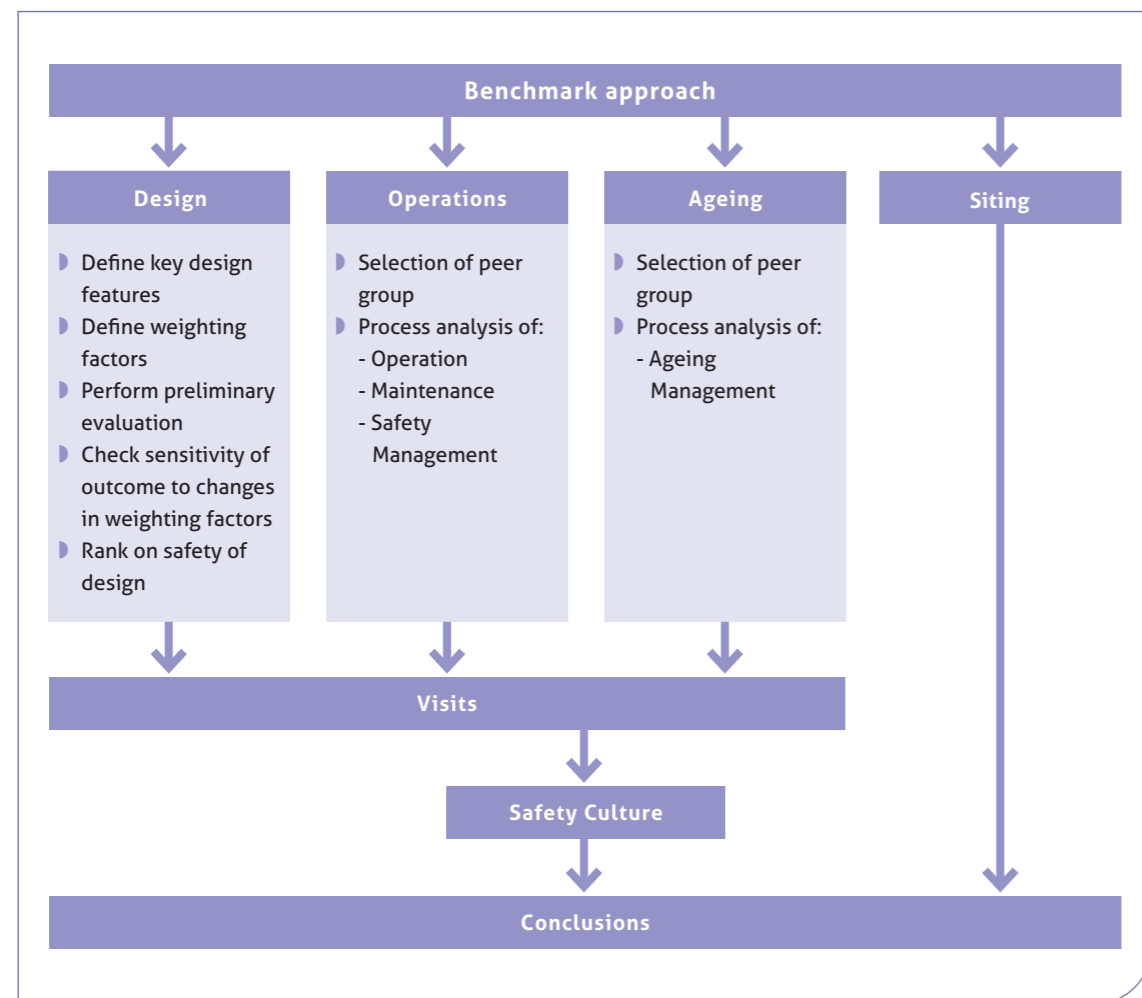 Benchmark approach
Design
Define key design
features
Define weighting
factors
Perform preliminary
evaluation
Check sensitivity of
outcome to changes
in weighting factors
Rank on safety of
design
Operations
Selection of peer
group
Process analysis of:
- Operation
- Maintenance
- Safety
Management
Ageing
Selection of peer
group
Process analysis of:
- Ageing
Management
Siting
Visits
Safety Culture
Conclusions